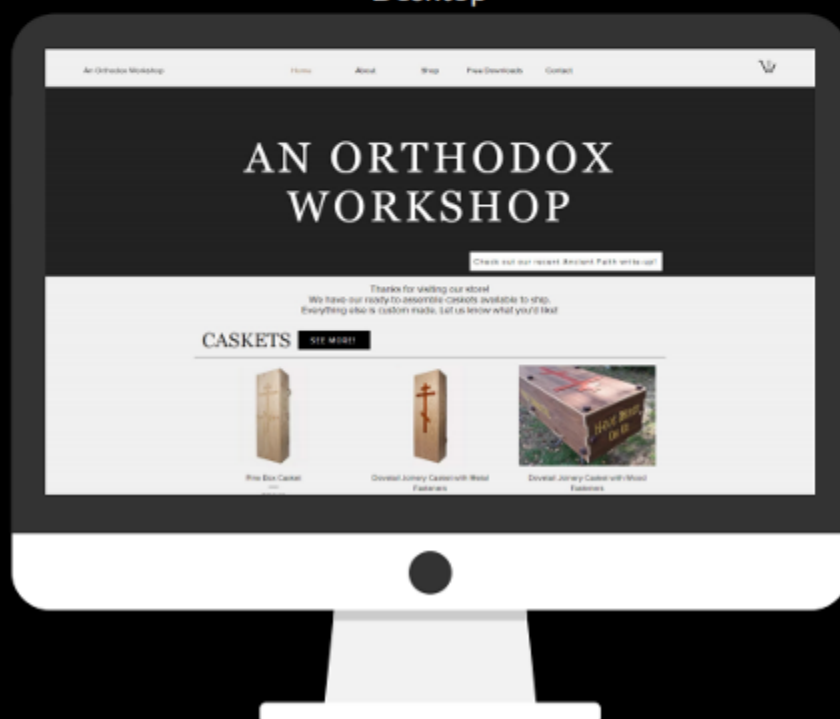 Desktop
An Orthodox Workshop
Home
About
Shop
Free Downloads
Contact
AN ORTHODOX
WORKSHOP
Check out our recent Ancient Faith write-up!
Thanks for visiting our store!
We have our ready to assemble caskets available to ship.
Everything else is custom made. Let us know what you'd like!
CASKETS
SEE MORE!
Pine Box Casket
Dovetail Joinery Casket with Metal
Fasteners
Dovetail Joinery Casket with Wood
Fasteners